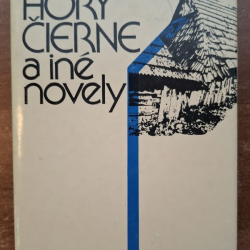 HORY
ČIERNE
a iné
novely